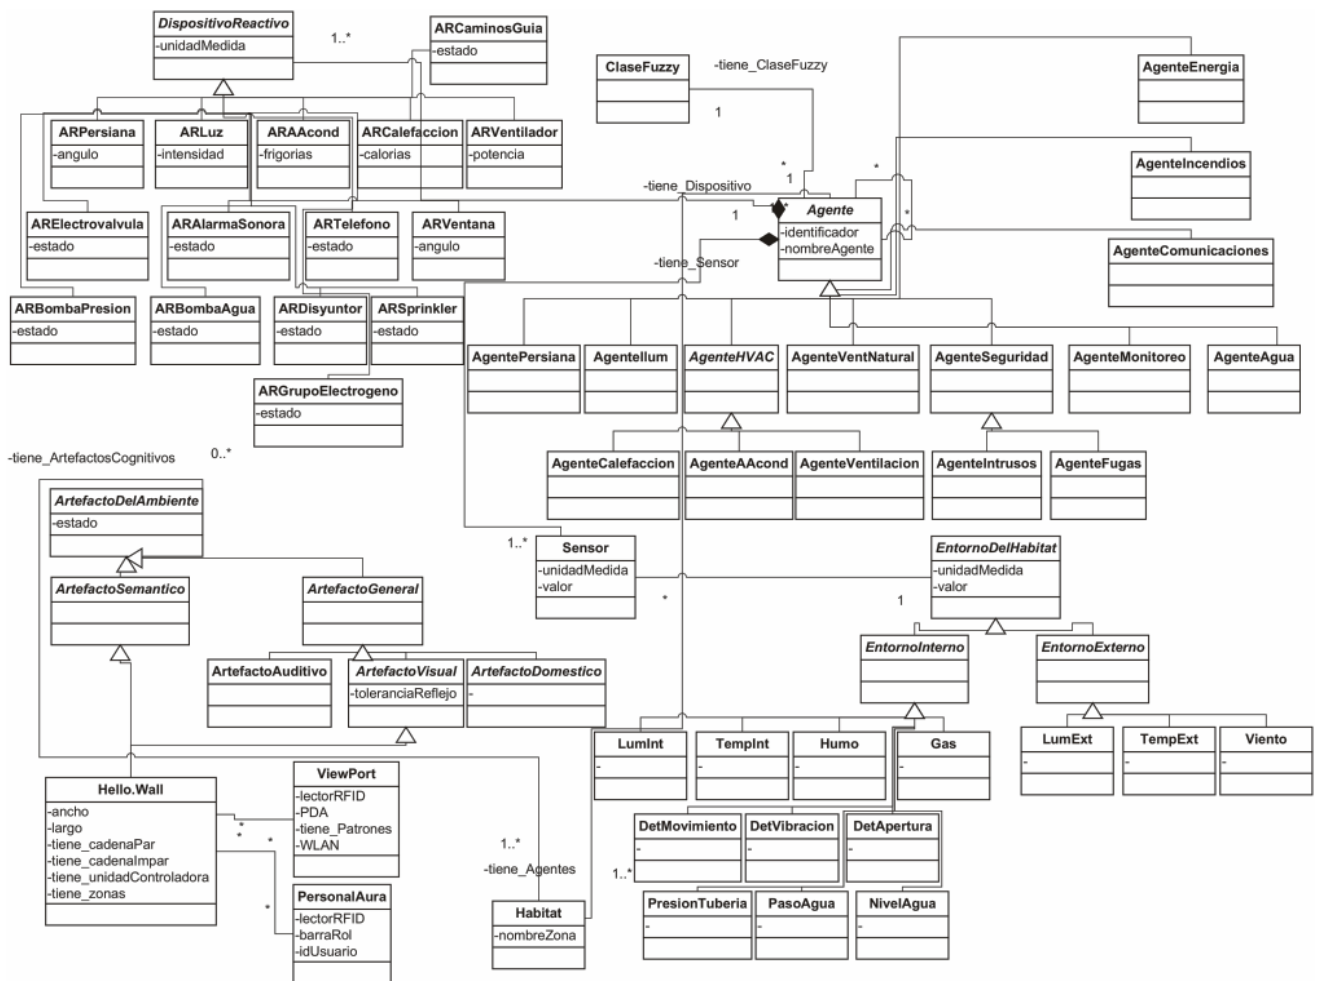 DispositivoReactivo
-unidadMedida
1..*
ARCaminosGuia
-estado
ClaseFuzzy
-tiene_ClaseFuzzy
1
AgenteEnergia
ARPersiana
-angulo
ARLuz
-intensidad
ARAAcond
-frigorias
ARCalefaccion
-calorias
ARVentilador
-potencia
AgenteIncendios
*
1
*
-tiene_Dispositivo
1
*
*
*
Agente
-identificador
-nombreAgente
-tiene_Sensor
ARElectrovalvula
-estado
ARAlarmaSonora
-estado
ARTelefono
-estado
ARVentana
-angulo
AgenteComunicaciones
ARBombaPresion
-estado
ARBombaAgua
-estado
ARDisyuntor
-estado
ARSprinkler
-estado
AgentePersiana
AgenteIlum
AgenteHVAC
AgenteVentNatural
AgenteSeguridad
AgenteMonitoreo
AgenteAgua
ARGrupoElectrogeno
-estado
-tiene_ArtefactosCognitivos
0..*
AgenteCalefaccion
AgenteAAcond
AgenteVentilacion
AgenteIntrusos
AgenteFugas
ArtefactoDelAmbiente
-estado
1..*
Sensor
-unidadMedida
-valor
*
1
EntornoDelHabitat
-unidadMedida
-valor
ArtefactoSemantico
ArtefactoGeneral
EntornoInterno
EntornoExterno
ArtefactoAuditivo
ArtefactoVisual
-toleranciaReflejo
ArtefactoDomestico
-
LumInt
-
TempInt
-
Humo
-
Gas
-
LumExt
-
TempExt
-
Viento
-
Hello.Wall
-ancho
-largo
-tiene_cadenaPar
-tiene_cadenaImpar
-tiene_unidadControladora
-tiene_zonas
*
*
*
*
ViewPort
-lectorRFID
-PDA
-tiene_Patrones
-WLAN
DetMovimiento
-
DetVibracion
-
DetApertura
-
1..*
-tiene_Agentes
1..*
PersonalAura
-lectorRFID
-barraRol
-idUsuario
Habitat
-nombreZona
PresionTuberia
-
PasoAgua
-
NivelAgua
-